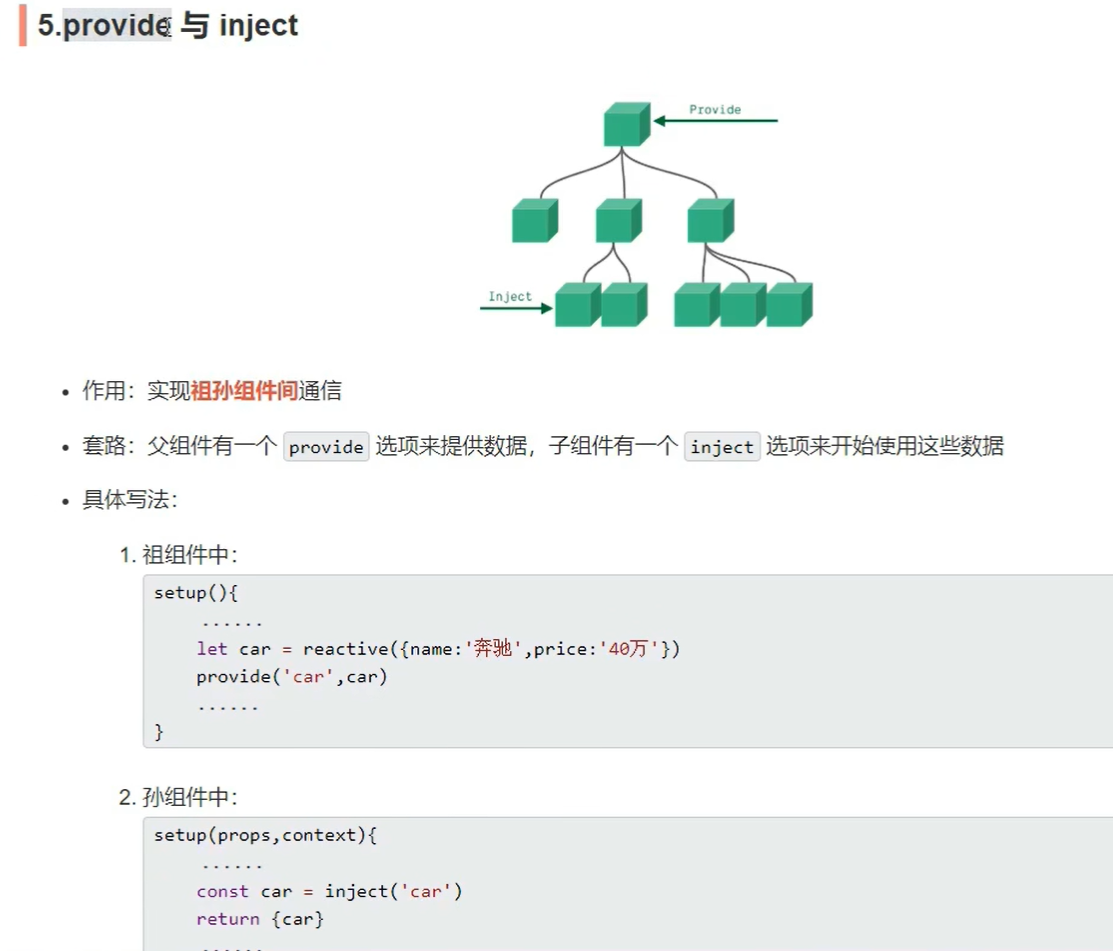 5.provide 与 inject
Provide
Inject
作用：实现祖孙组件间通信
套路：父组件有一个 provide 选项来提供数据，子组件有一个 inject 选项来开始使用这些数据
具体写法：
1. 祖组件中：
setup(){
......
let car = reactive({name:'奔驰',price:'40万'})
provide('car',car)
......
}
2. 孙组件中：
setup(props,context){
......
const car = inject('car')
return {car}
......